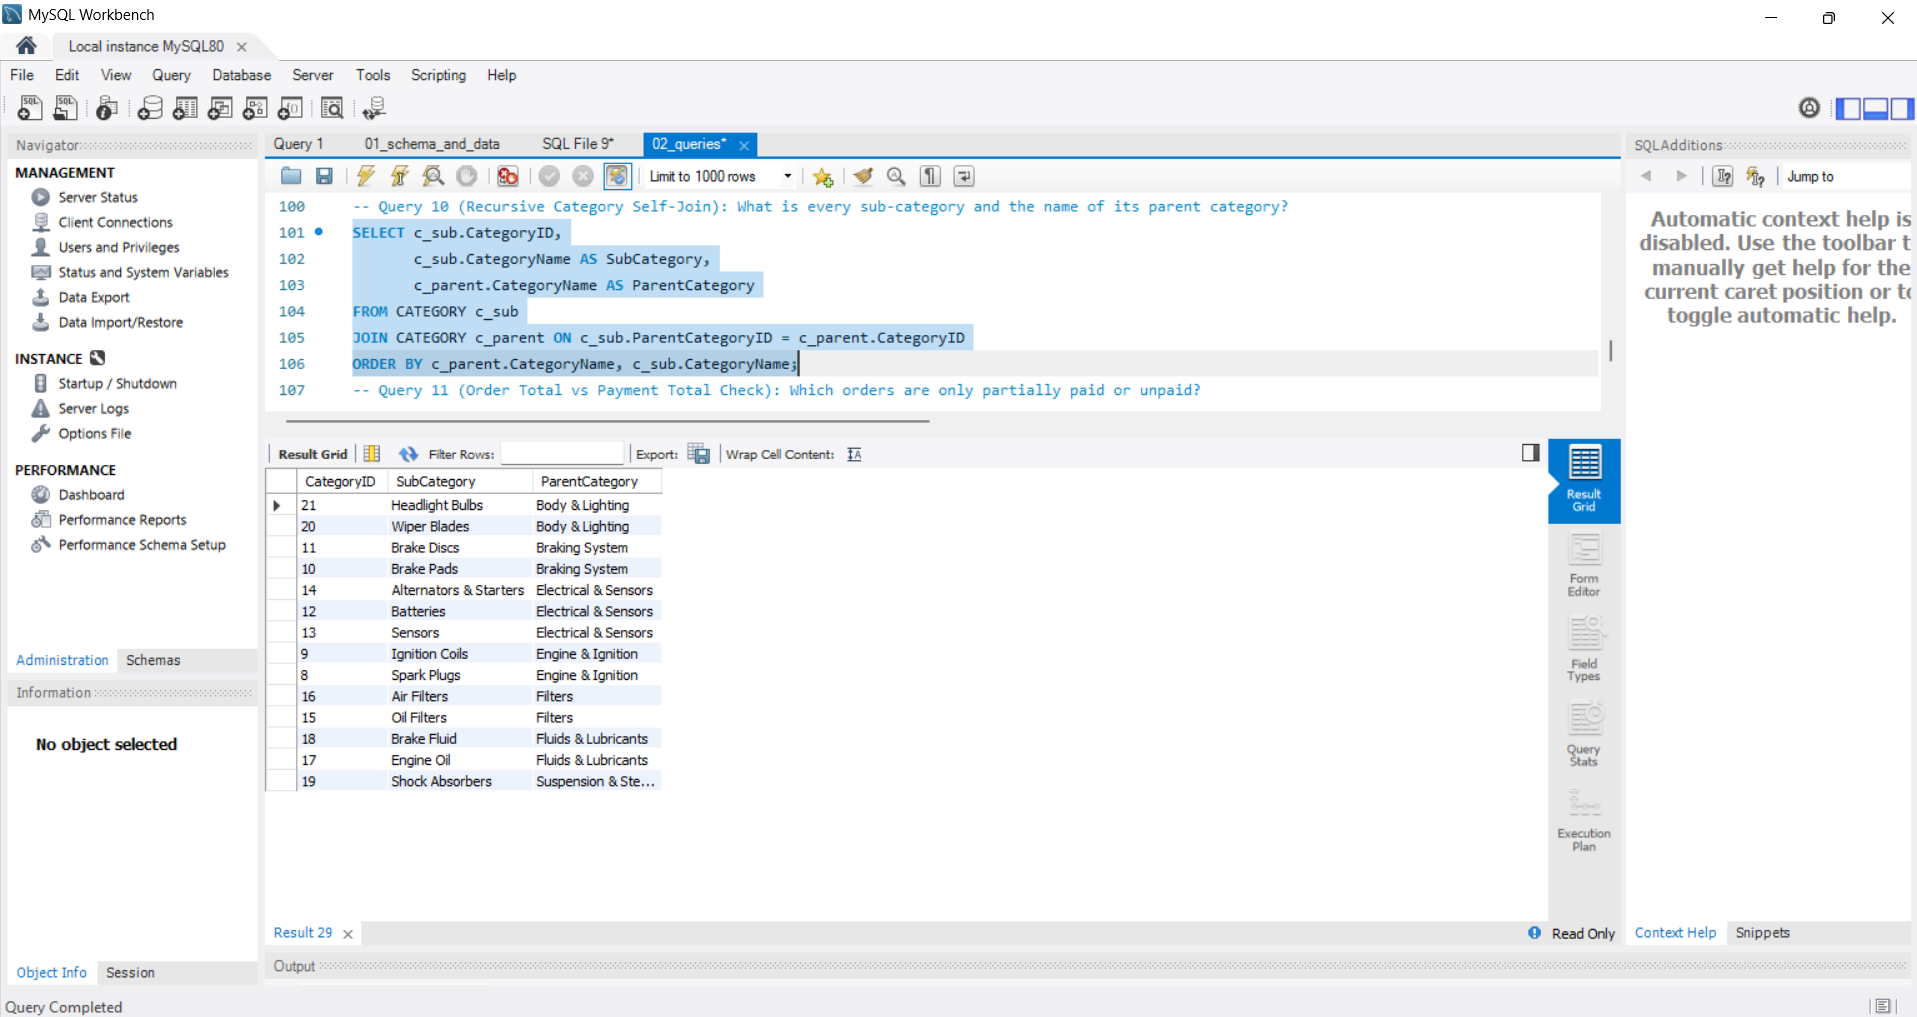 MySQL Workbench
Local instance MySQL80
File Edit View Query Database Server Tools Scripting Help
Navigator
MANAGEMENT
Server Status
Client Connections
Users and Privileges
Status and System Variables
Data Export
Data Import/Restore
INSTANCE
Startup / Shutdown
Server Logs
Options File
PERFORMANCE
Dashboard
Performance Reports
Performance Schema Setup
Administration Schemas
Information
No object selected
Object Info Session
Query Completed
Query 1 01_schema_and_data SQL File 9* 02_queries*
Limit to 1000 rows
100 -- Query 10 (Recursive Category Self-Join): What is every sub-category and the name of its parent category?
101 SELECT c_sub.CategoryID,
102 c_sub.CategoryName AS SubCategory,
103 c_parent.CategoryName AS ParentCategory
104 FROM CATEGORY c_sub
105 JOIN CATEGORY c_parent ON c_sub.ParentCategoryID = c_parent.CategoryID
106 ORDER BY c_parent.CategoryName, c_sub.CategoryName;
107 -- Query 11 (Order Total vs Payment Total Check): Which orders are only partially paid or unpaid?
Result Grid Filter Rows: Export: Wrap Cell Content:
CategoryID SubCategory ParentCategory
21 Headlight Bulbs Body & Lighting
20 Wiper Blades Body & Lighting
11 Brake Discs Braking System
10 Brake Pads Braking System
14 Alternators & Starters Electrical & Sensors
12 Batteries Electrical & Sensors
13 Sensors Electrical & Sensors
9 Ignition Coils Engine & Ignition
8 Spark Plugs Engine & Ignition
16 Air Filters Filters
15 Oil Filters Filters
18 Brake Fluid Fluids & Lubricants
17 Engine Oil Fluids & Lubricants
19 Shock Absorbers Suspension & Ste...
Result
Grid
Form
Editor
Field
Types
Query
Stats
Execution
Plan
Result 29
Read Only
Output
SQLAdditions
Jump to
Automatic context help is
disabled. Use the toolbar t
manually get help for the
current caret position or to
toggle automatic help.
Context Help Snippets